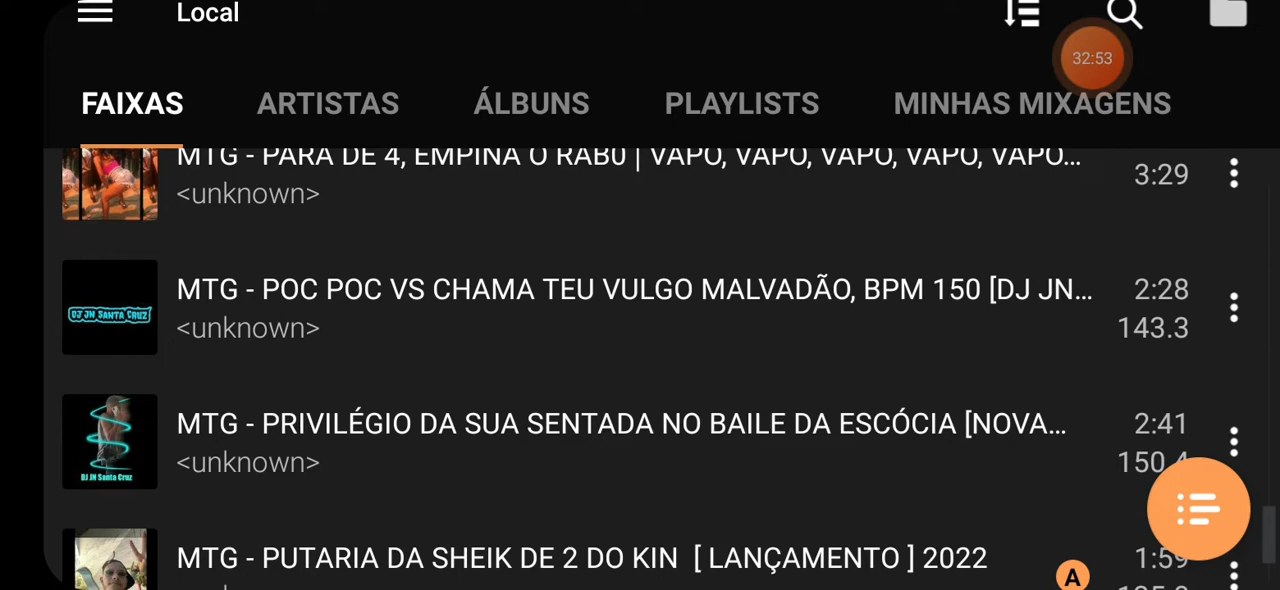 Local
32:53
FAIXAS ARTISTAS ÁLBUNS PLAYLISTS MINHAS MIXAGENS
MTG - PARA DE 4, EMPINA O RAB0 | VAPO, VAPO, VAPO, VAPO, VAPO...
3:29
<unknown>
MTG - POC POC VS CHAMA TEU VULGO MALVADÃO, BPM 150 [DJ JN...
2:28
DJ JN SANTA CRUZ
<unknown>
143.3
MTG - PRIVILÉGIO DA SUA SENTADA NO BAILE DA ESCÓCIA [NOVA...
2:41
<unknown>
150.4
DJ JN Santa Cruz
MTG - PUTARIA DA SHEIK DE 2 DO KIN [ LANÇAMENTO ] 2022
1:59
A